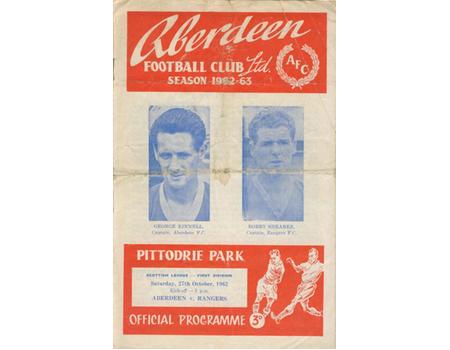 Aberdeen
FOOTBALL CLUB Ltd.
SEASON 1962-63
AFC
GEORGE KINNELL,
Captain, Aberdeen F.C.
BOBBY SHEARER,
Captain, Rangers F.C.
PITTODRIE PARK
SCOTTISH LEAGUE — FIRST DIVISION
Saturday, 27th October, 1962
Kick-off — 3 p.m.
ABERDEEN v. RANGERS
OFFICIAL PROGRAMME 3D